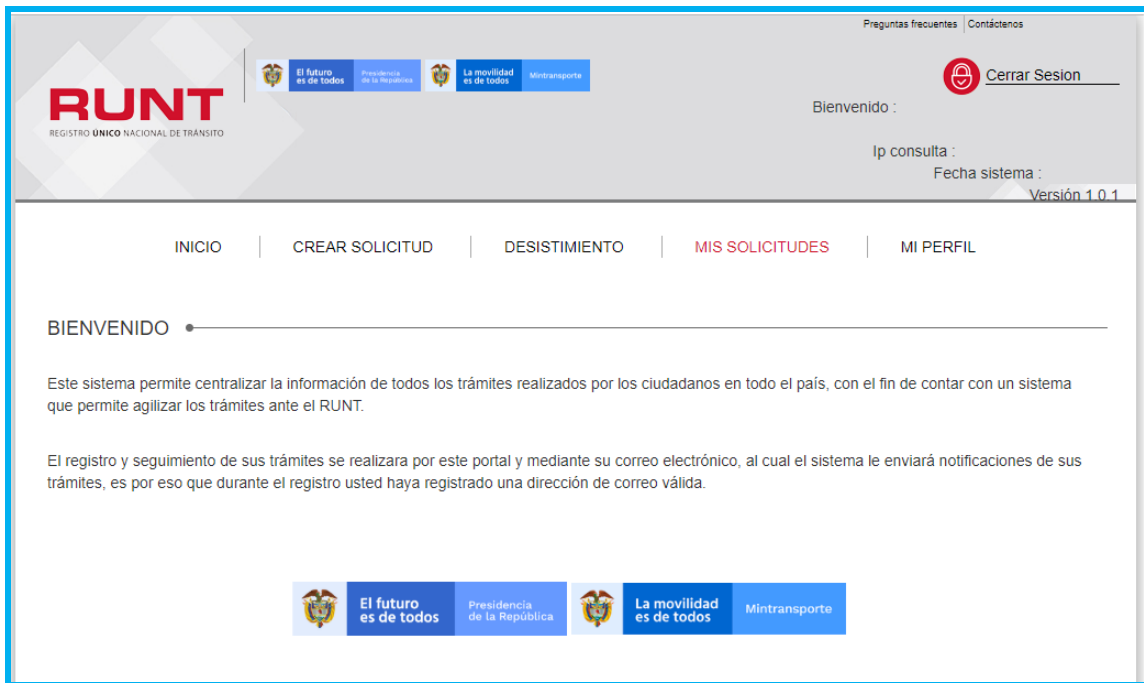 Preguntas frecuentes Contáctenos
RUNT
REGISTRO ÚNICO NACIONAL DE TRÁNSITO
El futuro
es de todos
Presidencia
de la República
La movilidad
es de todos
Mintransporte
Cerrar Sesion
Bienvenido :
Ip consulta :
Fecha sistema :
Versión 1.0.1
INICIO CREAR SOLICITUD DESISTIMIENTO MIS SOLICITUDES MI PERFIL
BIENVENIDO
Este sistema permite centralizar la información de todos los trámites realizados por los ciudadanos en todo el país, con el fin de contar con un sistema
que permite agilizar los trámites ante el RUNT.
El registro y seguimiento de sus trámites se realizara por este portal y mediante su correo electrónico, al cual el sistema le enviará notificaciones de sus
trámites, es por eso que durante el registro usted haya registrado una dirección de correo válida.
El futuro
es de todos
Presidencia
de la República
La movilidad
es de todos
Mintransporte